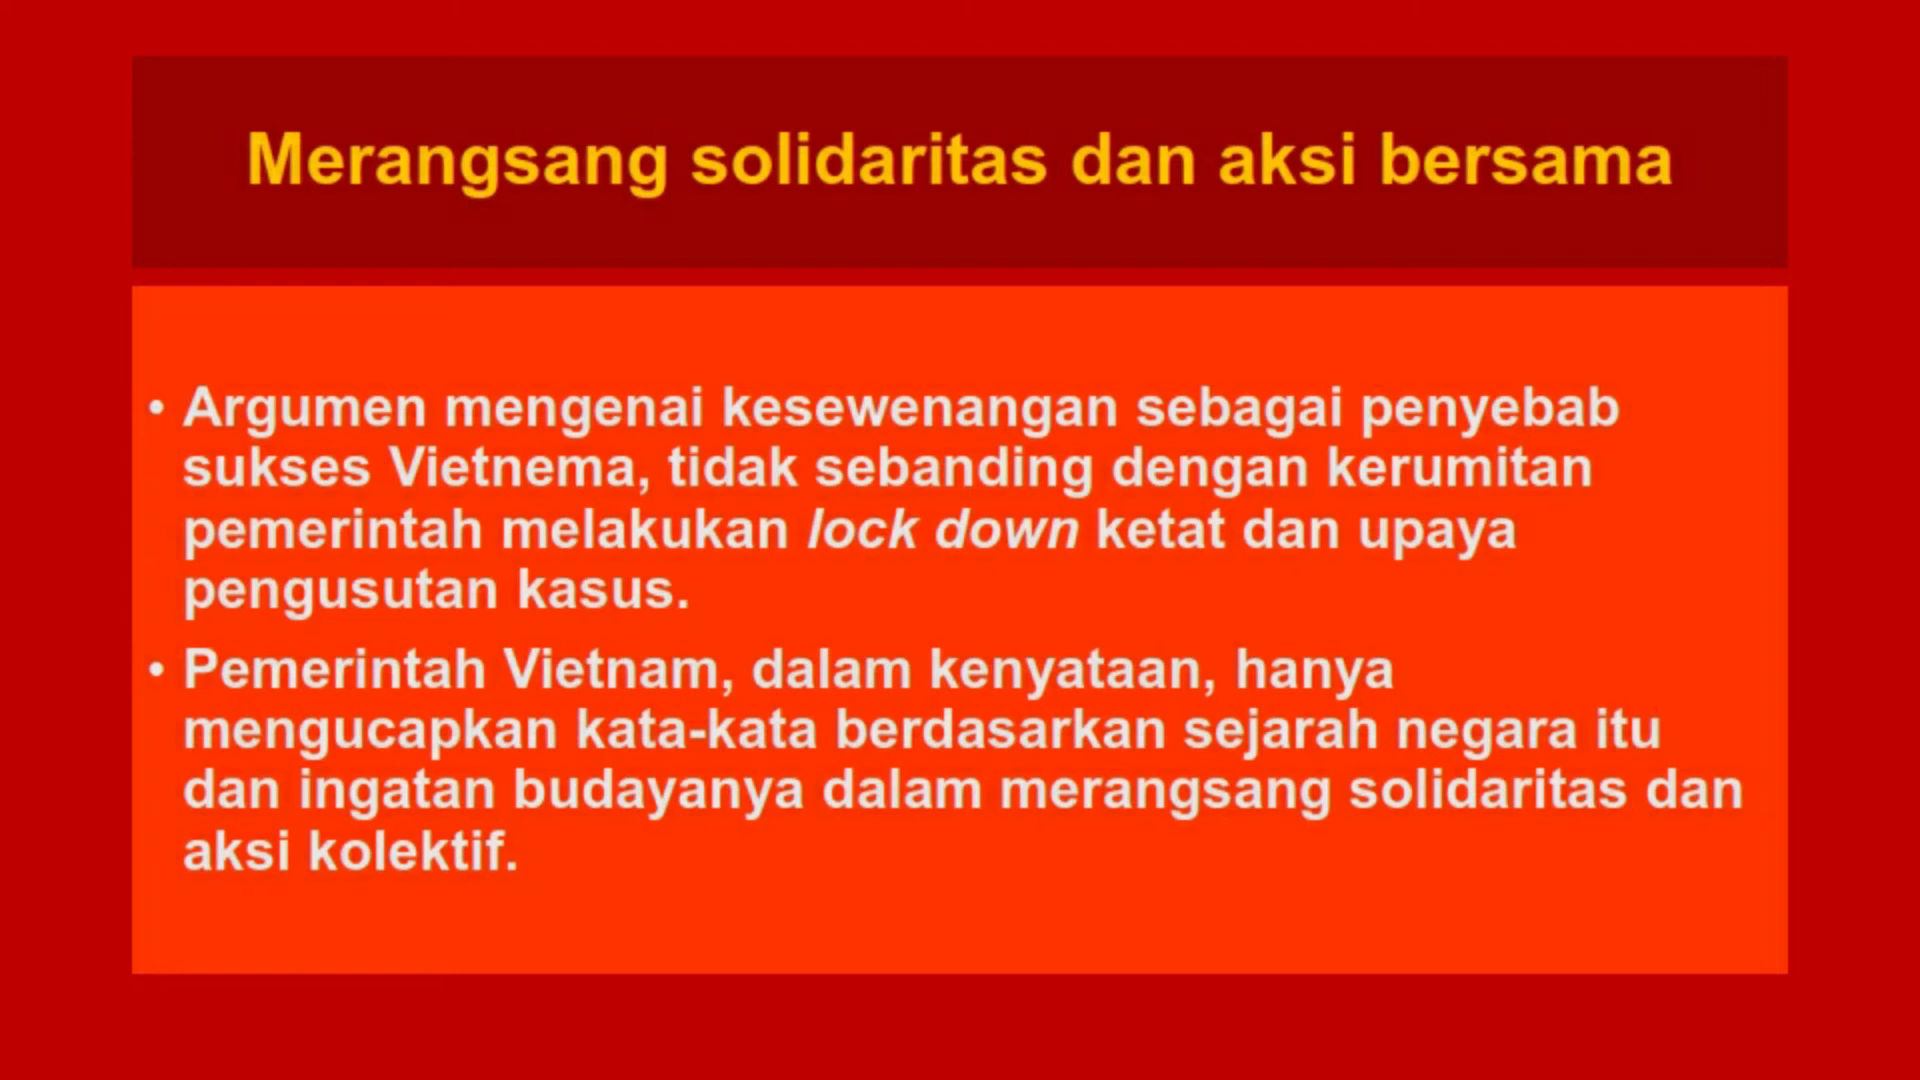 Merangsang solidaritas dan aksi bersama
• Argumen mengenai kesewenangan sebagai penyebab
sukses Vietnema, tidak sebanding dengan kerumitan
pemerintah melakukan lock down ketat dan upaya
pengusutan kasus.
• Pemerintah Vietnam, dalam kenyataan, hanya
mengucapkan kata-kata berdasarkan sejarah negara itu
dan ingatan budayanya dalam merangsang solidaritas dan
aksi kolektif.